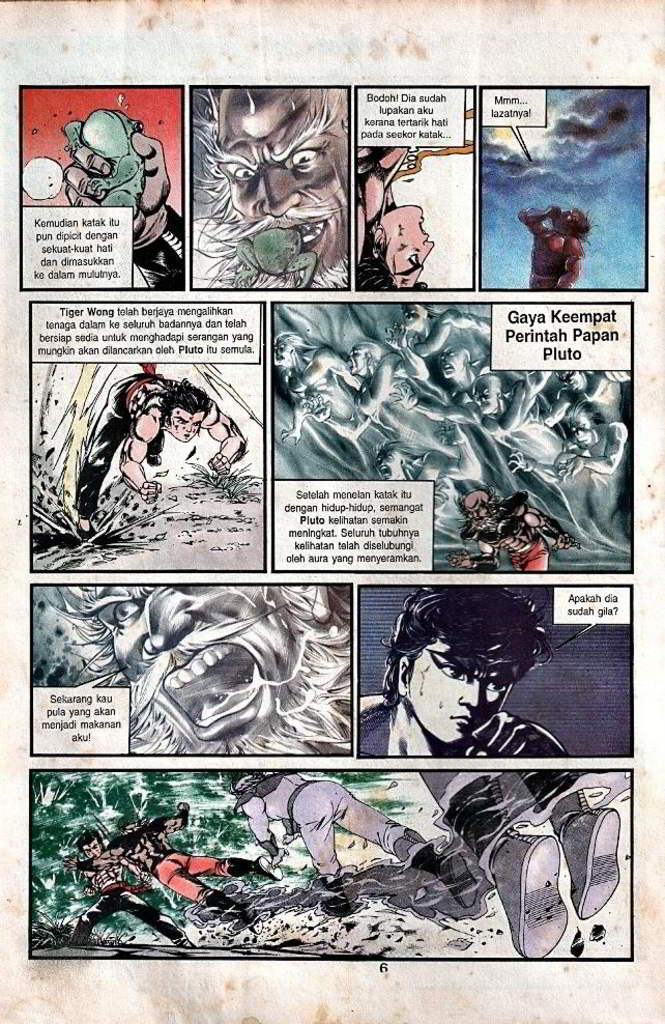 Kemudian katak itu
pun dipicit dengan
sekuat-kuat hati
dan dimasukkan
ke dalam mulutnya.
Bodoh! Dia sudah
lupakan aku
kerana tertarik hati
pada seekor katak...
Mmm...
lazatnya!
Tiger Wong telah berjaya mengalihkan
tenaga dalam ke seluruh badannya dan telah
bersiap sedia untuk menghadapi serangan yang
mungkin akan dilancarkan oleh Pluto itu semula.
Gaya Keempat
Perintah Papan
Pluto
Setelah menelan katak itu
dengan hidup-hidup, semangat
Pluto kelihatan semakin
meningkat. Seluruh tubuhnya
kelihatan telah diselubungi
oleh aura yang menyeramkan.
Sekarang kau
pula yang akan
menjadi makanan
aku!
Apakah dia
sudah gila?
6